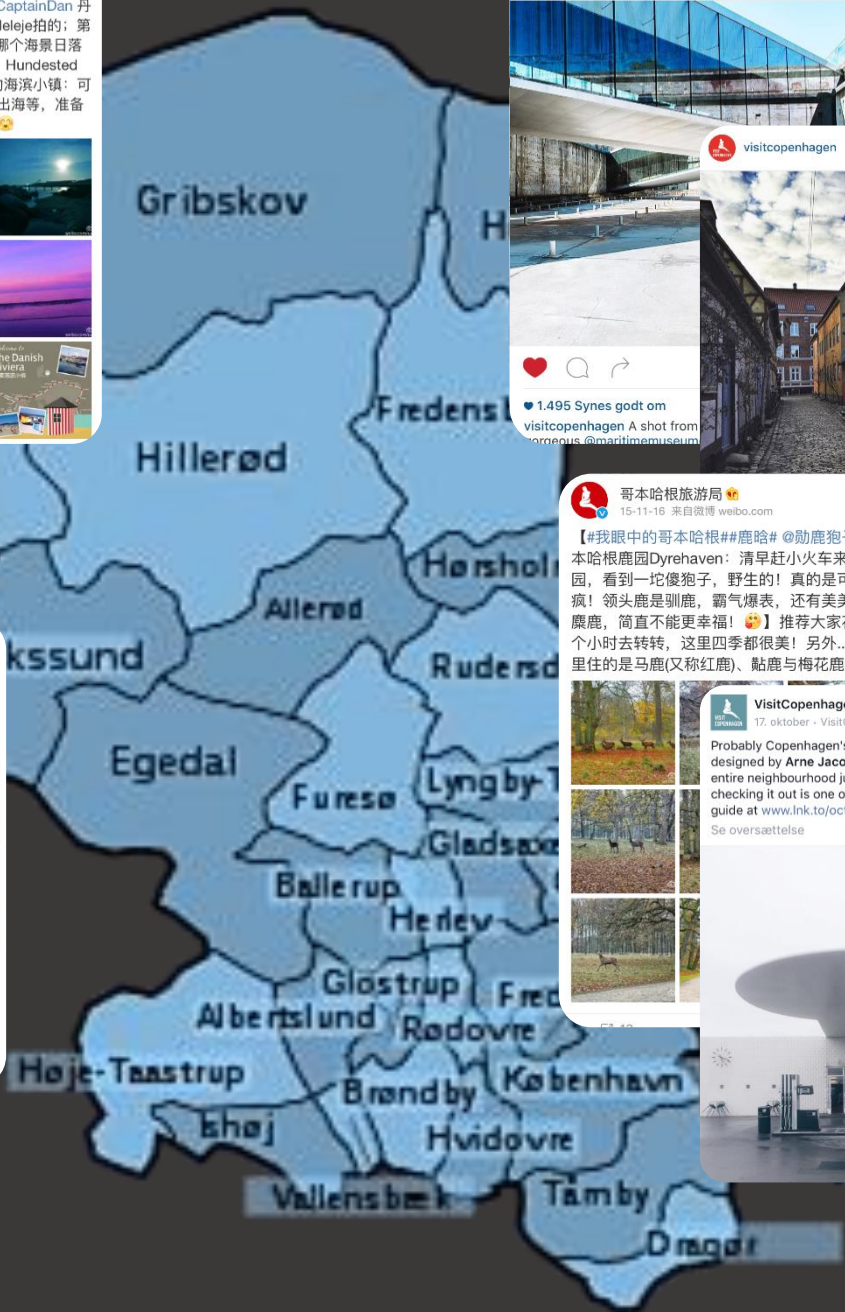 CaptainDan 丹
leleje拍的；第
哪个海景日落
Hundested
海滨小镇：可
出海等，准备
he Danish
viera
Gribskov
H
Hillerød
Fredens
Allerød
Hørshol
kssund
Rudersd
Egedal
Furesø
Lyngby-T
Gladsaxe
Ballerup
Herlev
Glostrup
Fred
Albertslund
Rødovre
Høje-Taastrup
Brøndby
København
Ishøj
Hvidovre
Vallensbæk
Tårnby
Dragør
1.495 Synes godt om
visitcopenhagen A shot from
gorgeous @maritimemuseum
visitcopenhagen
哥本哈根旅游局
15-11-16 来自微博 weibo.com
【#我眼中的哥本哈根##鹿晗# @勋鹿狍子
本哈根鹿园Dyrehaven：清早赶小火车来
园，看到一坨傻狍子，野生的！真的是可
疯！领头鹿是驯鹿，霸气爆表，还有美美
麋鹿，简直不能更幸福！】推荐大家花
个小时去转转，这里四季都很美！另外...
里住的是马鹿(又称红鹿)、黇鹿与梅花鹿
VisitCopenhage
17. oktober · Visit
Probably Copenhagen's
designed by Arne Jaco
entire neighbourhood ju
checking it out is one o
guide at www.lnk.to/oct
Se oversættelse